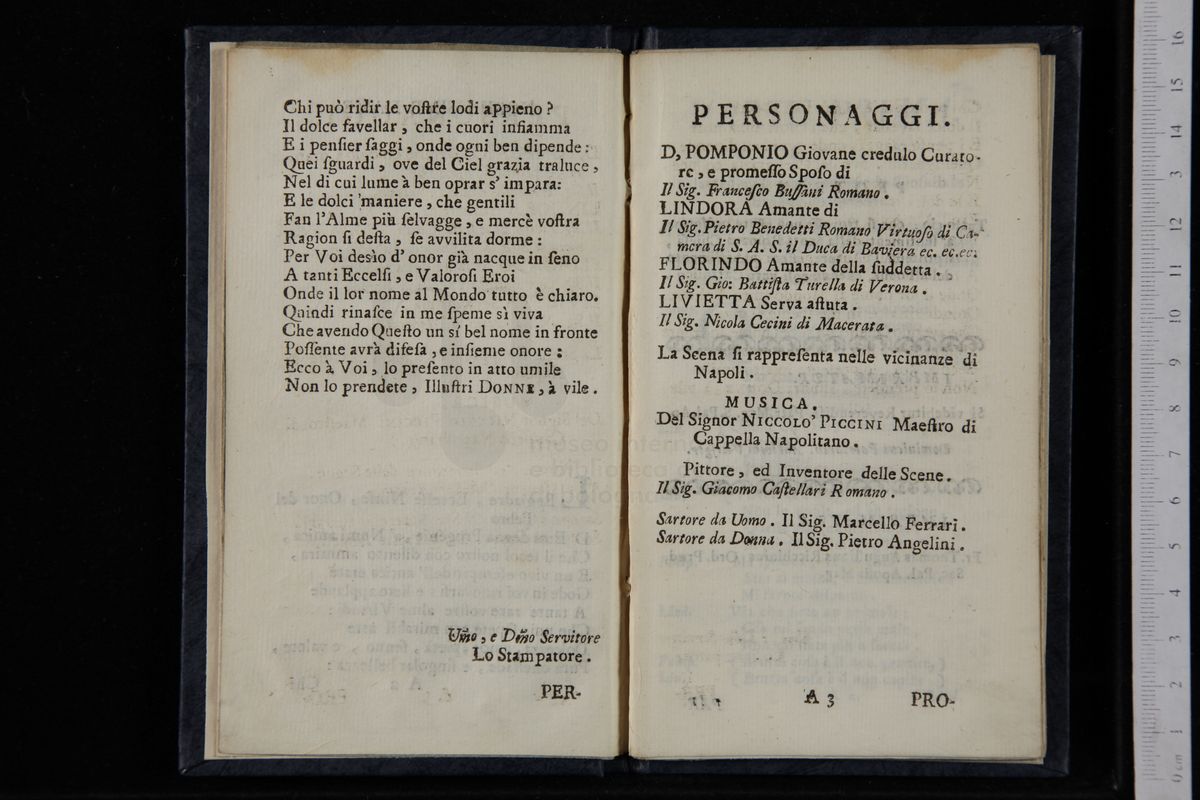 Chi può ridir le voſtre lodi appieno ?
Il dolce favellar , che i cuori infiamma
E i penſier ſaggi , onde ogni ben dipende :
Quei ſguardi , ove del Ciel grazia traluce ,
Nel di cui lume à ben oprar s' impara:
E le dolci maniere , che gentili
Fan l'Alme più ſelvagge , e mercè voſtra
Ragion ſi deſta , ſe avvilita dorme :
Per Voi desìo d' onor già nacque in ſeno
A tanti Eccelſi , e Valoroſi Eroi
Onde il lor nome al Mondo tutto è chiaro.
Quindi rinaſce in me ſpeme sì viva
Che avendo Queſto un sí bel nome in fronte
Poſſente avrà difeſa , e inſieme onore :
Ecco à Voi , lo preſento in atto umile
Non lo prendete , Illuſtri DONNE , à vile .
Um̃o , e Dm̃o Servitore
Lo Stampatore .
PER-
PERSONAGGI.
D, POMPONIO Giovane credulo Curato-
re , e promeſſo Spoſo di
Il Sig. Franceſco Buſſani Romano .
LINDORA Amante di
Il Sig. Pietro Benedetti Romano Virtuoſo di Ca-
mera di S. A. S. il Duca di Baviera ec. ec. ec.
FLORINDO Amante della ſuddetta .
Il Sig. Gio: Battiſta Turella di Verona .
LIVIETTA Serva aſtuta .
Il Sig. Nicola Cecini di Macerata .
La Scena ſi rappreſenta nelle vicinanze di
Napoli .
MUSICA.
Del Signor NICCOLO' PICCINI Maeſtro di
Cappella Napolitano .
Pittore , ed Inventore delle Scene .
Il Sig. Giacomo Caſtellari Romano .
Sartore da Uomo . Il Sig. Marcello Ferrari .
Sartore da Donna . Il Sig. Pietro Angelini .
A 3
PRO-